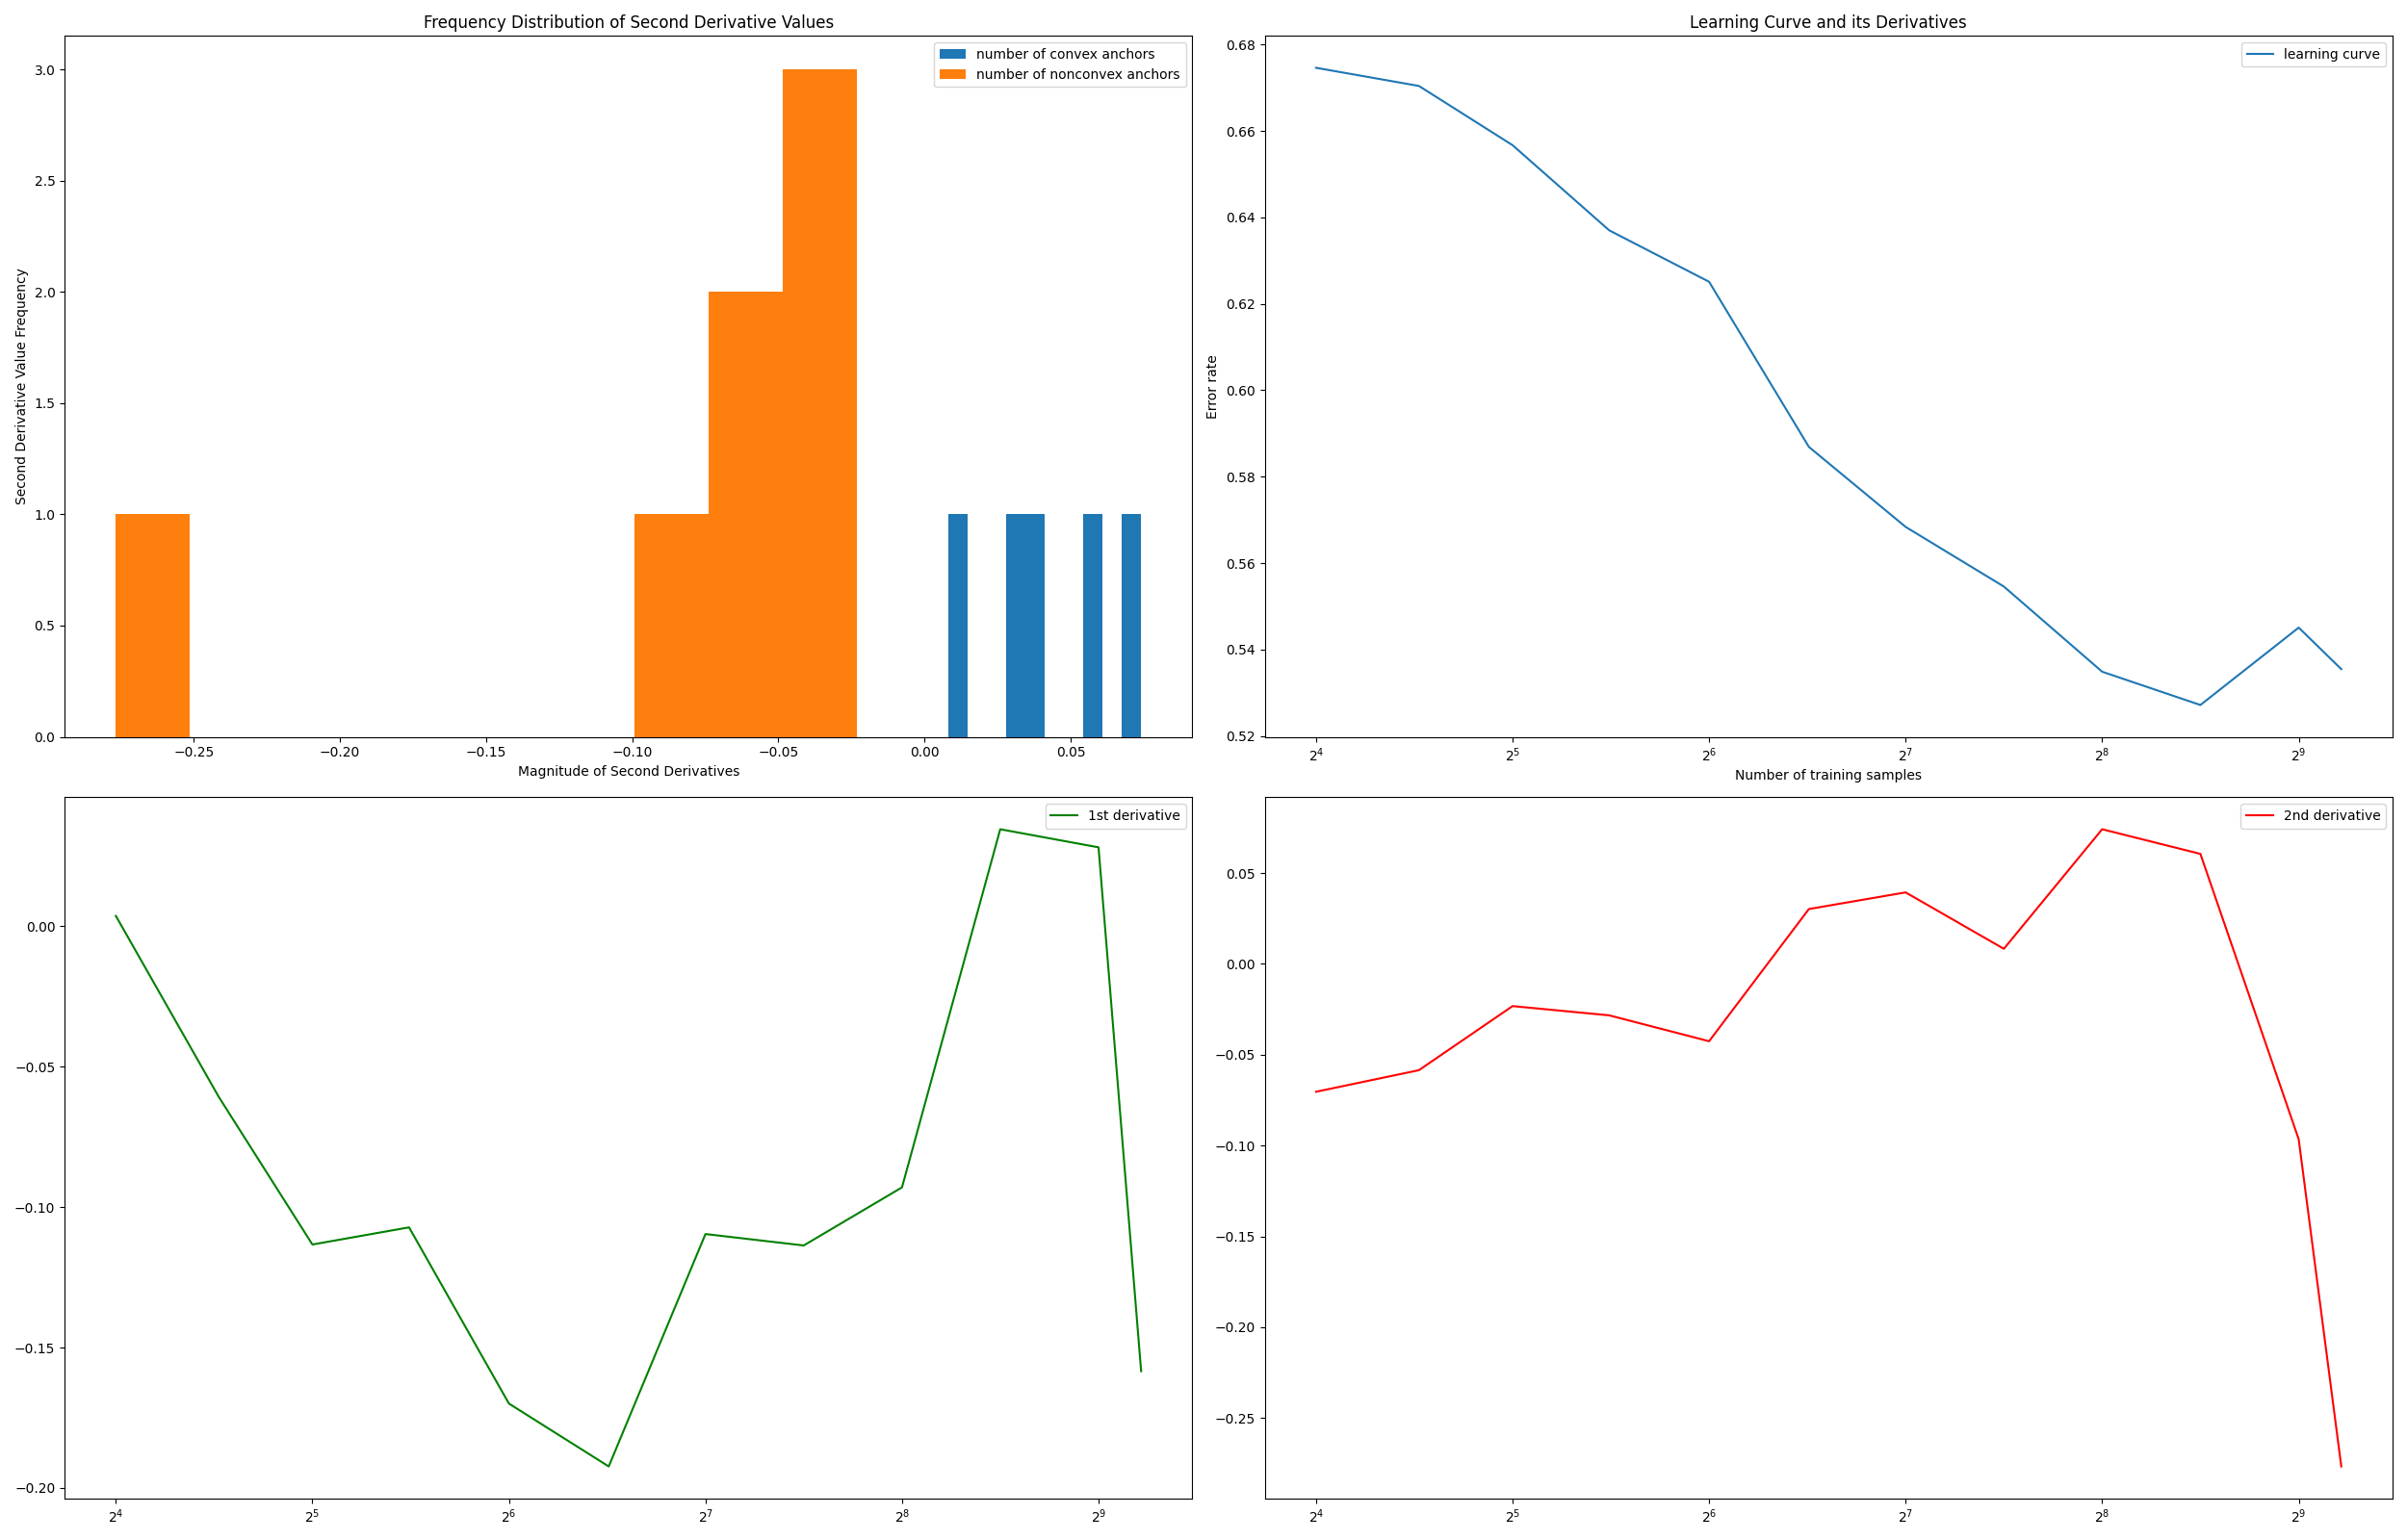 Frequency Distribution of Second Derivative Values
number of convex anchors
number of nonconvex anchors
Second Derivative Value Frequency
3.0
2.5
2.0
1.5
1.0
0.5
0.0
−0.25 −0.20 −0.15 −0.10 −0.05 0.00 0.05
Magnitude of Second Derivatives
Learning Curve and its Derivatives
learning curve
Error rate
0.68
0.66
0.64
0.62
0.60
0.58
0.56
0.54
0.52
2⁴ 2⁵ 2⁶ 2⁷ 2⁸ 2⁹
Number of training samples
1st derivative
0.00
−0.05
−0.10
−0.15
−0.20
2⁴ 2⁵ 2⁶ 2⁷ 2⁸ 2⁹
2nd derivative
0.05
0.00
−0.05
−0.10
−0.15
−0.20
−0.25
2⁴ 2⁵ 2⁶ 2⁷ 2⁸ 2⁹